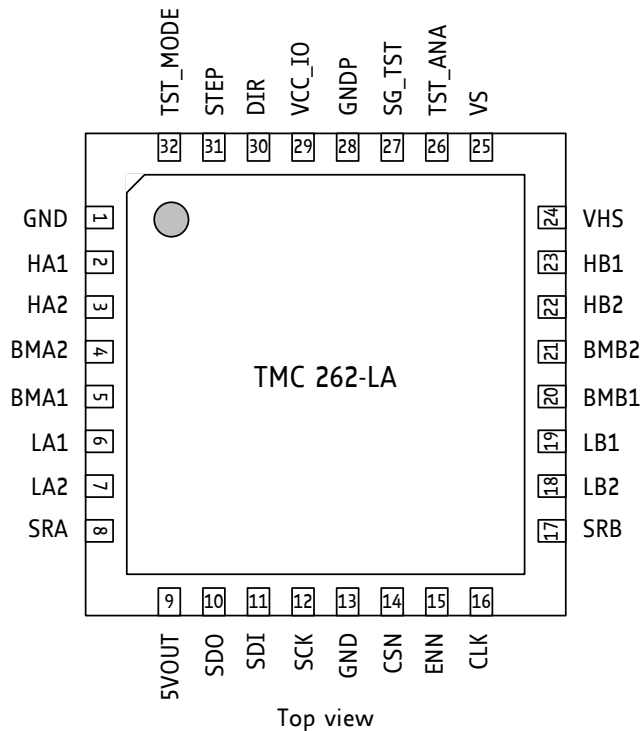 TST_MODE
STEP
DIR
VCC_IO
GNDP
SG_TST
TST_ANA
VS
32
31
30
29
28
27
26
25
GND 1
HA1 2
HA2 3
BMA2 4
BMA1 5
LA1 6
LA2 7
SRA 8
TMC 262-LA
24 VHS
23 HB1
22 HB2
21 BMB2
20 BMB1
19 LB1
18 LB2
17 SRB
9
10
11
12
13
14
15
16
5VOUT
SDO
SDI
SCK
GND
CSN
ENN
CLK
Top view